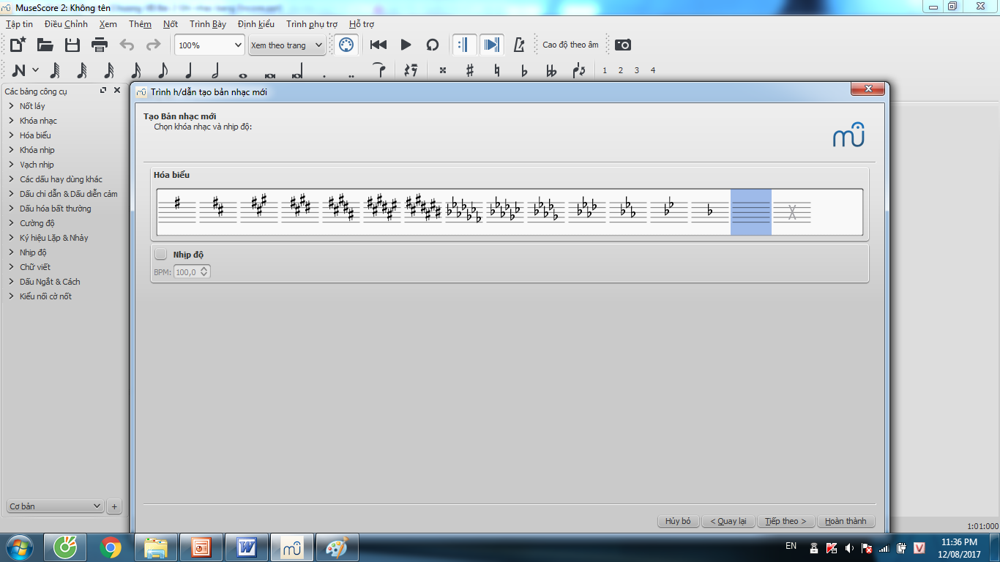 MuseScore 2: Không tên
Tập tin Điều Chỉnh Xem Thêm Nốt Trình Bày Định kiểu Trình phụ trợ Hỗ trợ
100% Xem theo trang Cao độ theo âm
1 2 3 4
Các bảng công cụ
Nốt láy
Khóa nhạc
Hóa biểu
Khóa nhịp
Vạch nhịp
Các dấu hay dùng khác
Dấu chỉ dẫn & Dấu diễn cảm
Dấu hóa bất thường
Cường độ
Ký hiệu Lặp & Nhảy
Nhịp độ
Chữ viết
Dấu Ngắt & Cách
Kiểu nối cờ nốt
Cơ bản
+
Trình h/dẫn tạo bản nhạc mới
Tạo Bản nhạc mới
Chọn khóa nhạc và nhịp độ:
Hóa biểu
X
Nhịp độ
BPM: 100,0
Hủy bỏ < Quay lại Tiếp theo > Hoàn thành
1:01:000
EN
11:36 PM
12/08/2017